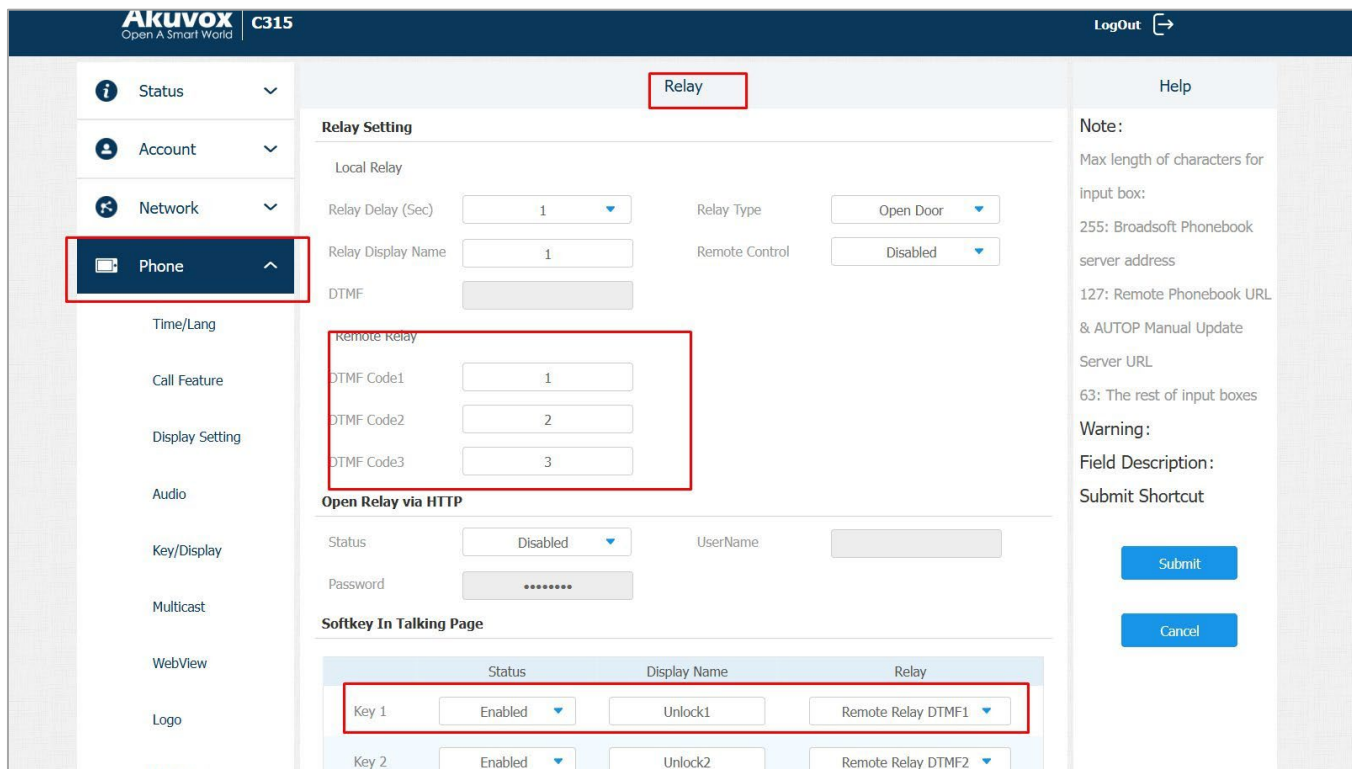 Akuvox
Open A Smart World
C315
LogOut
Status
Account
Network
Phone
Time/Lang
Call Feature
Display Setting
Audio
Key/Display
Multicast
WebView
Logo
Relay
Relay Setting
Local Relay
Relay Delay (Sec) 1 Relay Type Open Door
Relay Display Name 1 Remote Control Disabled
DTMF
Remote Relay
DTMF Code1 1
DTMF Code2 2
DTMF Code3 3
Open Relay via HTTP
Status Disabled UserName
Password ••••••••
Softkey In Talking Page
Status Display Name Relay
Key 1 Enabled Unlock1 Remote Relay DTMF1
Key 2 Enabled Unlock2 Remote Relay DTMF2
Help
Note:
Max length of characters for
input box:
255: Broadsoft Phonebook
server address
127: Remote Phonebook URL
& AUTOP Manual Update
Server URL
63: The rest of input boxes
Warning:
Field Description:
Submit Shortcut
Submit
Cancel